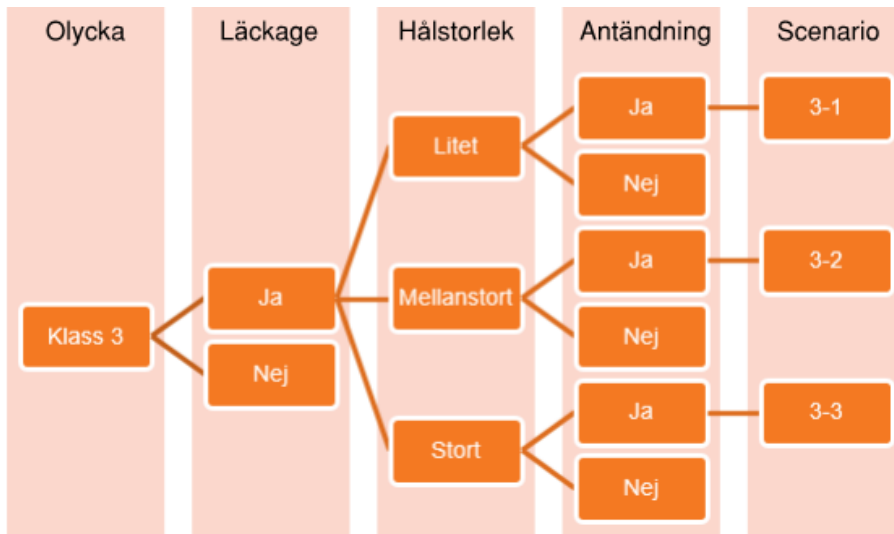 Olycka
Läckage
Hålstorlek
Antändning
Scenario
Ja
3-1
Litet
Nej
Ja
3-2
Ja
Mellanstort
Klass 3
Nej
Nej
Ja
3-3
Stort
Nej